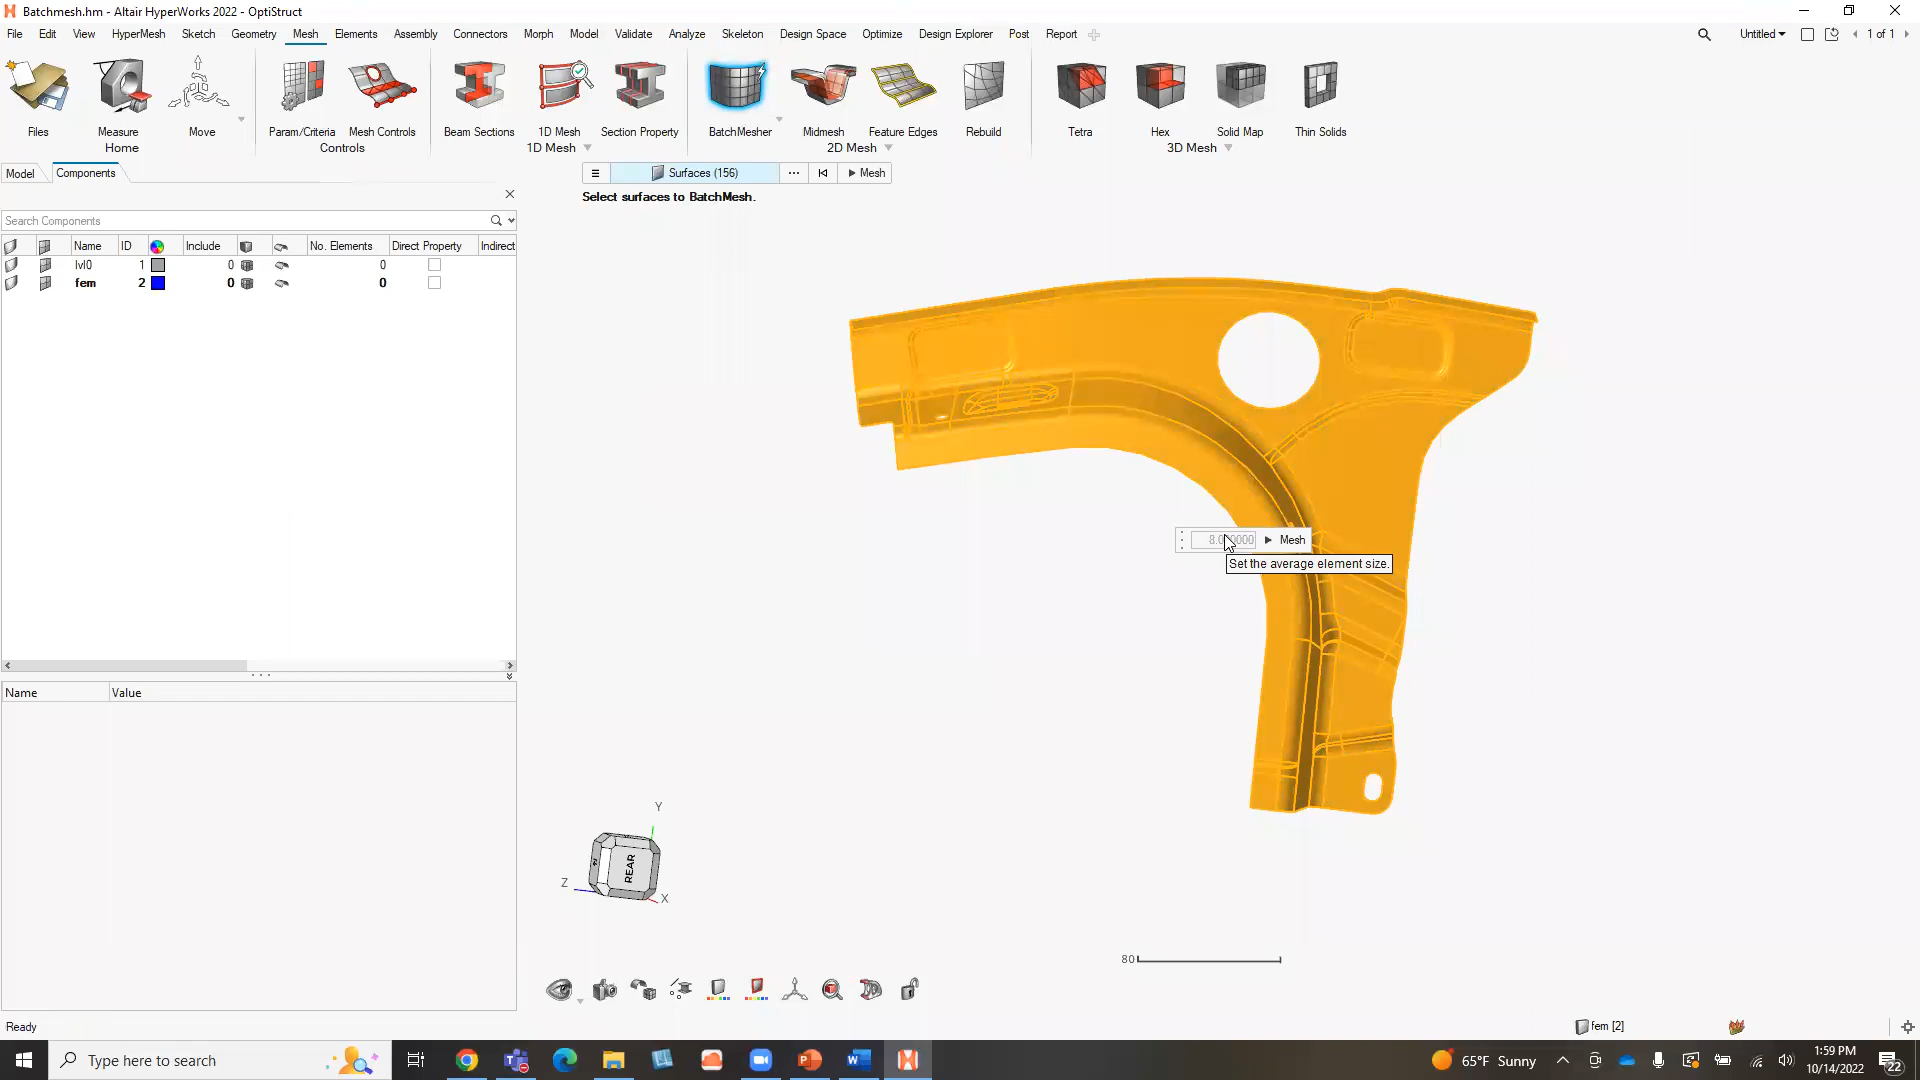 Batchmesh.hm - Altair HyperWorks 2022 - OptiStruct
File Edit View HyperMesh Sketch Geometry Mesh Elements Assembly Connectors Morph Model Validate Analyze Skeleton Design Space Optimize Design Explorer Post Report Untitled 1 of 1
Files Measure Move Param/Criteria Mesh Controls Beam Sections 1D Mesh Section Property BatchMesher Midmesh Feature Edges Rebuild Tetra Hex Solid Map Thin Solids
Home Controls 1D Mesh 2D Mesh 3D Mesh
Model Components
Surfaces (156) Mesh
Select surfaces to BatchMesh.
Search Components
Name ID Include No. Elements Direct Property Indirect
lvl0 1 0 0
fem 2 0 0
Mesh
Set the average element size.
Name Value
Y
REAR
Z
X
80
Ready
fem [2]
Type here to search
65°F Sunny
1:59 PM
10/14/2022
22